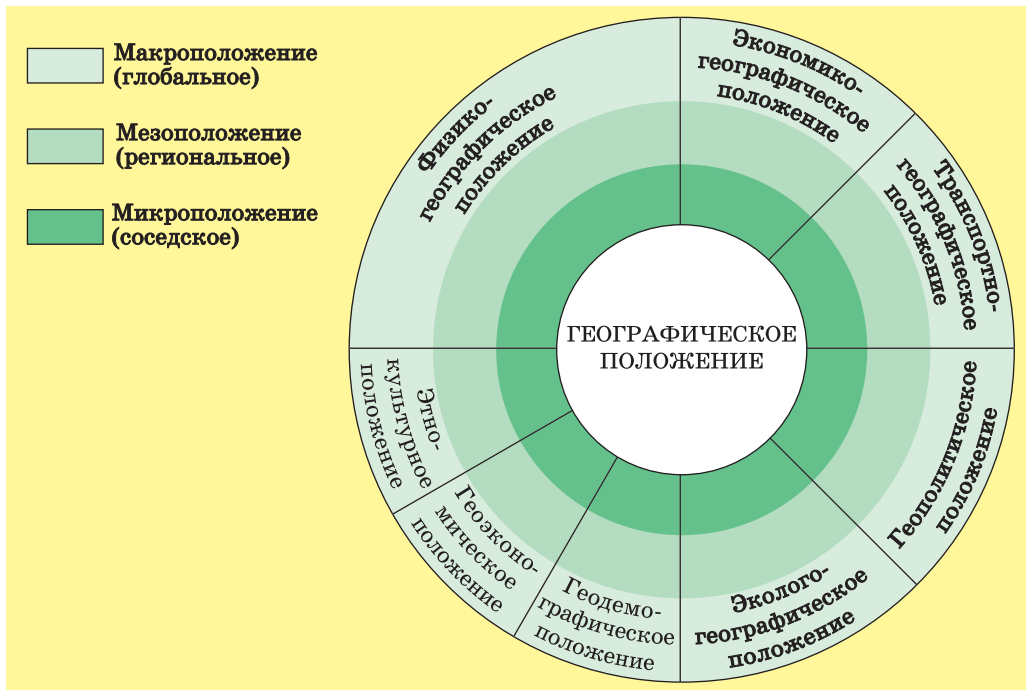 Макроположение
(глобальное)
Мезоположение
(региональное)
Микроположение
(соседское)
Физико-
географическое
положение
Экономико-
географическое
положение
Транспортно-
географическое
положение
ГЕОГРАФИЧЕСКОЕ
ПОЛОЖЕНИЕ
Геополитическое
положение
Эколого-
географическое
положение
Геодемо-
графическое
положение
Геоэконо-
мическое
положение
Этно-
культурное
положение